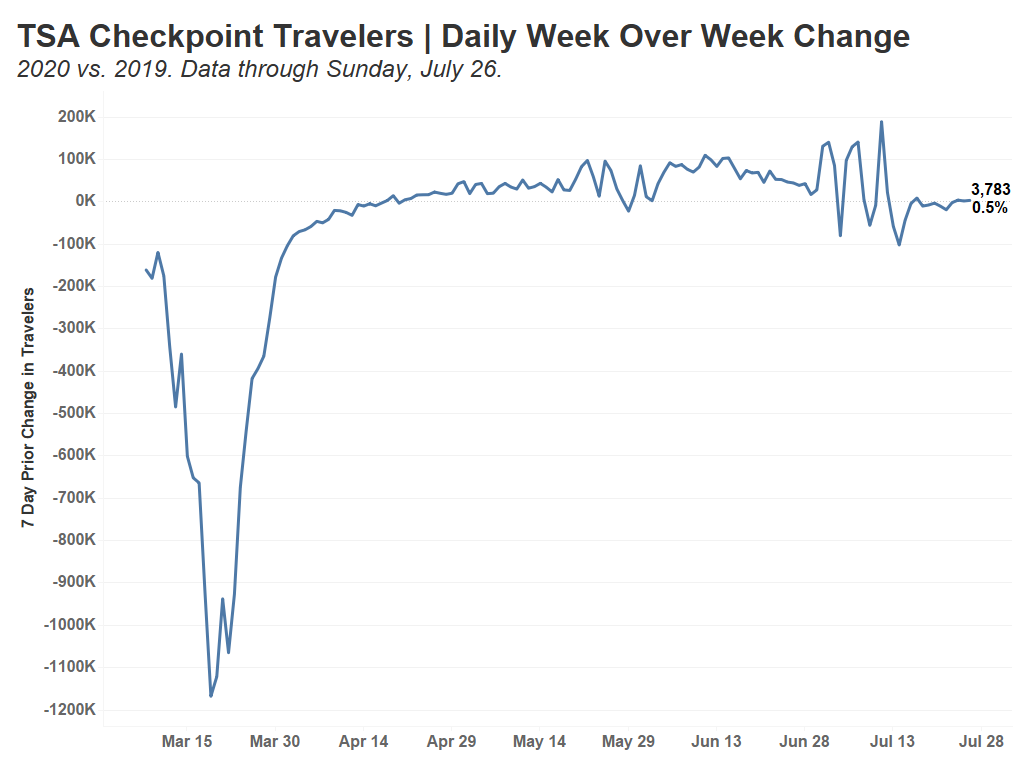 TSA Checkpoint Travelers | Daily Week Over Week Change
2020 vs. 2019. Data through Sunday, July 26.
7 Day Prior Change in Travelers
200K
100K
0K
-100K
-200K
-300K
-400K
-500K
-600K
-700K
-800K
-900K
-1000K
-1100K
-1200K
3,783
0.5%
Mar 15 Mar 30 Apr 14 Apr 29 May 14 May 29 Jun 13 Jun 28 Jul 13 Jul 28